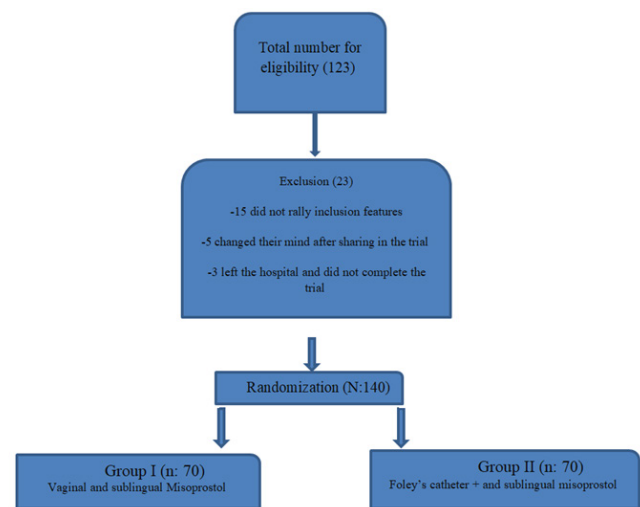 Total number for
eligibility (123)
Exclusion (23)
-15 did not rally inclusion features
-5 changed their mind after sharing in the trial
-3 left the hospital and did not complete the
trial
Randomization (N:140)
Group I (n: 70)
Vaginal and sublingual Misoprostol
Group II (n: 70)
Foley's catheter + and sublingual misoprostol